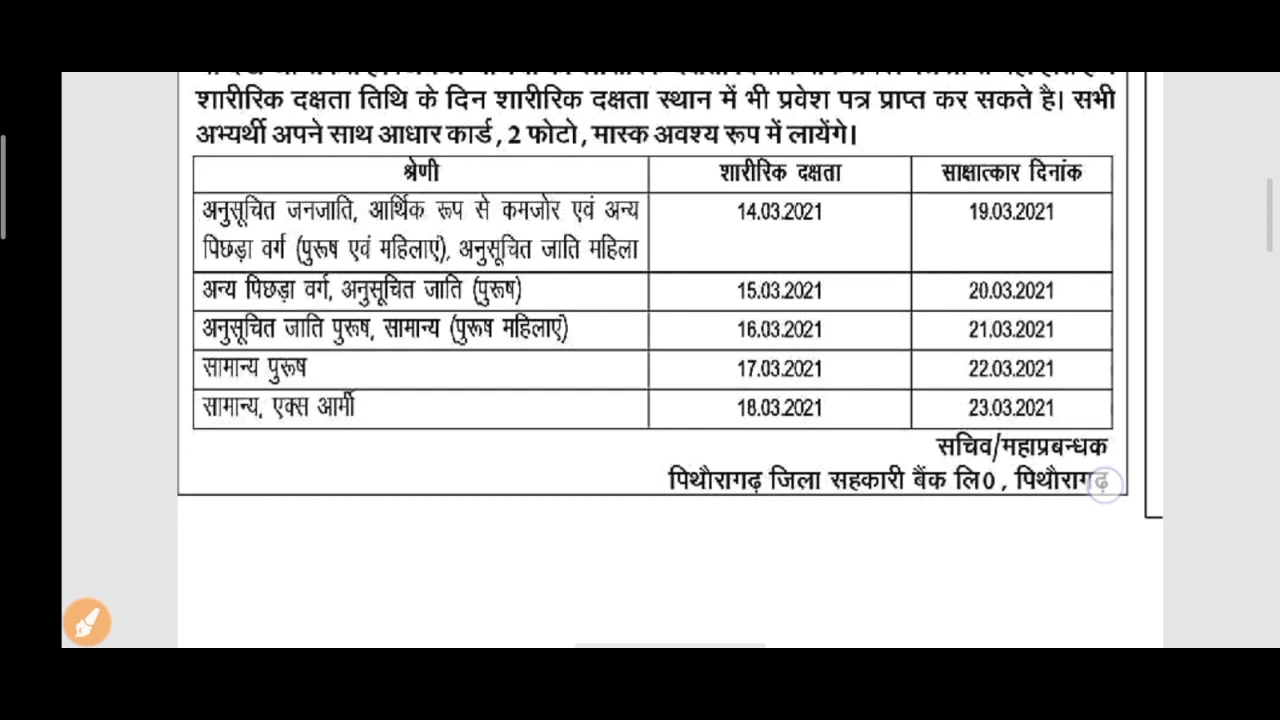 शारीरिक दक्षता तिथि के दिन शारीरिक दक्षता स्थान में भी प्रवेश पत्र प्राप्त कर सकते है। सभी
अभ्यर्थी अपने साथ आधार कार्ड, 2 फोटो, मास्क अवश्य रूप में लायेंगे।
श्रेणी शारीरिक दक्षता साक्षात्कार दिनांक
अनुसूचित जनजाति, आर्थिक रूप से कमजोर एवं अन्य 14.03.2021 19.03.2021
पिछड़ा वर्ग (पुरूष एवं महिलाएं), अनुसूचित जाति महिला
अन्य पिछड़ा वर्ग, अनुसूचित जाति (पुरूष) 15.03.2021 20.03.2021
अनुसूचित जाति पुरूष, सामान्य (पुरूष महिलाएं) 16.03.2021 21.03.2021
सामान्य पुरूष 17.03.2021 22.03.2021
सामान्य, एक्स आर्मी 18.03.2021 23.03.2021
सचिव/महाप्रबन्धक
पिथौरागढ़ जिला सहकारी बैंक लि0, पिथौरागढ़